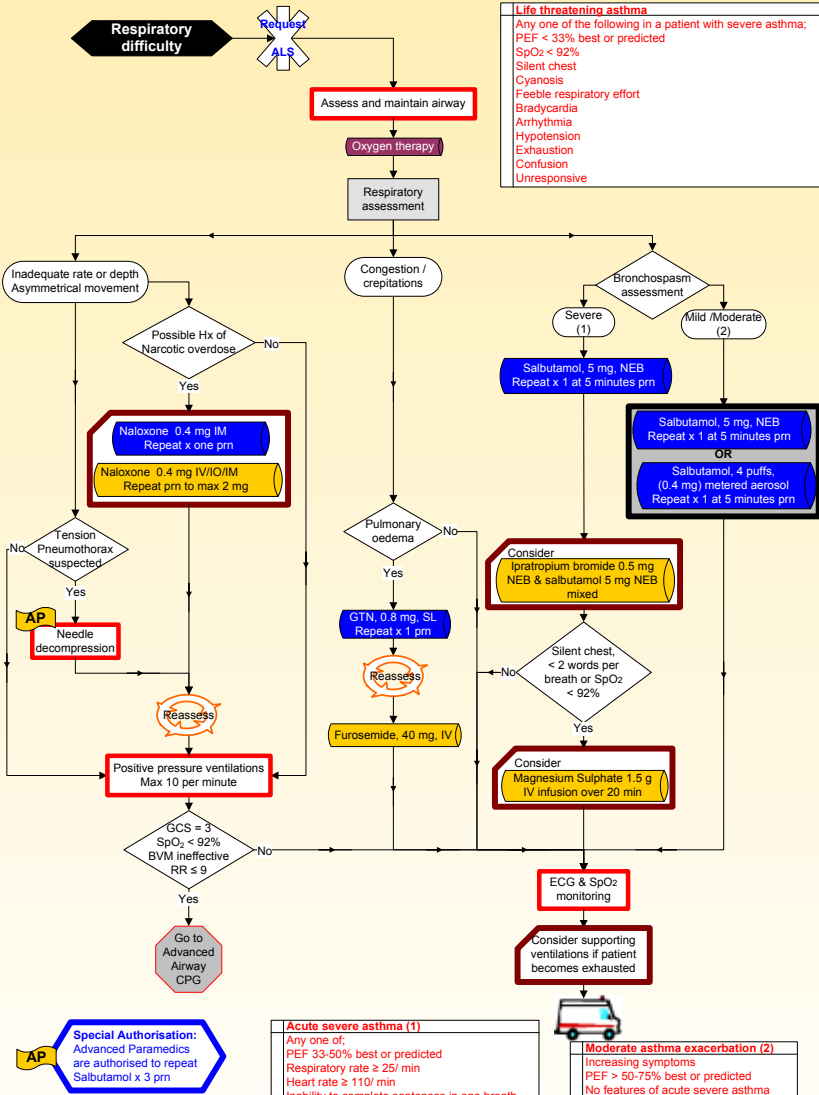 Respiratory
difficulty
Request
ALS
Life threatening asthma
Any one of the following in a patient with severe asthma;
PEF < 33% best or predicted
SpO2 < 92%
Silent chest
Cyanosis
Feeble respiratory effort
Bradycardia
Arrhythmia
Hypotension
Exhaustion
Confusion
Unresponsive
Assess and maintain airway
Oxygen therapy
Respiratory
assessment
Inadequate rate or depth
Asymmetrical movement
Congestion /
crepitations
Bronchospasm
assessment
Severe
(1)
Mild /Moderate
(2)
Possible Hx of
Narcotic overdose
No
Yes
Salbutamol, 5 mg, NEB
Repeat x 1 at 5 minutes prn
Naloxone 0.4 mg IM
Repeat x one prn
Naloxone 0.4 mg IV/IO/IM
Repeat prn to max 2 mg
Salbutamol, 5 mg, NEB
Repeat x 1 at 5 minutes prn
OR
Salbutamol, 4 puffs,
(0.4 mg) metered aerosol
Repeat x 1 at 5 minutes prn
Tension
Pneumothorax
suspected
No
Yes
Pulmonary
oedema
No
Yes
Consider
Ipratropium bromide 0.5 mg
NEB & salbutamol 5 mg NEB
mixed
AP
Needle
decompression
GTN, 0.8 mg, SL
Repeat x 1 prn
Silent chest,
< 2 words per
breath or SpO2
< 92%
No
Yes
Reassess
Reassess
Furosemide, 40 mg, IV
Positive pressure ventilations
Max 10 per minute
Consider
Magnesium Sulphate 1.5 g
IV infusion over 20 min
GCS = 3
SpO2 < 92%
BVM ineffective
RR ≤ 9
No
Yes
ECG & SpO2
monitoring
Go to
Advanced
Airway
CPG
Consider supporting
ventilations if patient
becomes exhausted
AP
Special Authorisation:
Advanced Paramedics
are authorised to repeat
Salbutamol x 3 prn
Acute severe asthma (1)
Any one of;
PEF 33-50% best or predicted
Respiratory rate ≥ 25/ min
Heart rate ≥ 110/ min
Inability to complete sentences in one breath
Moderate asthma exacerbation (2)
Increasing symptoms
PEF > 50-75% best or predicted
No features of acute severe asthma